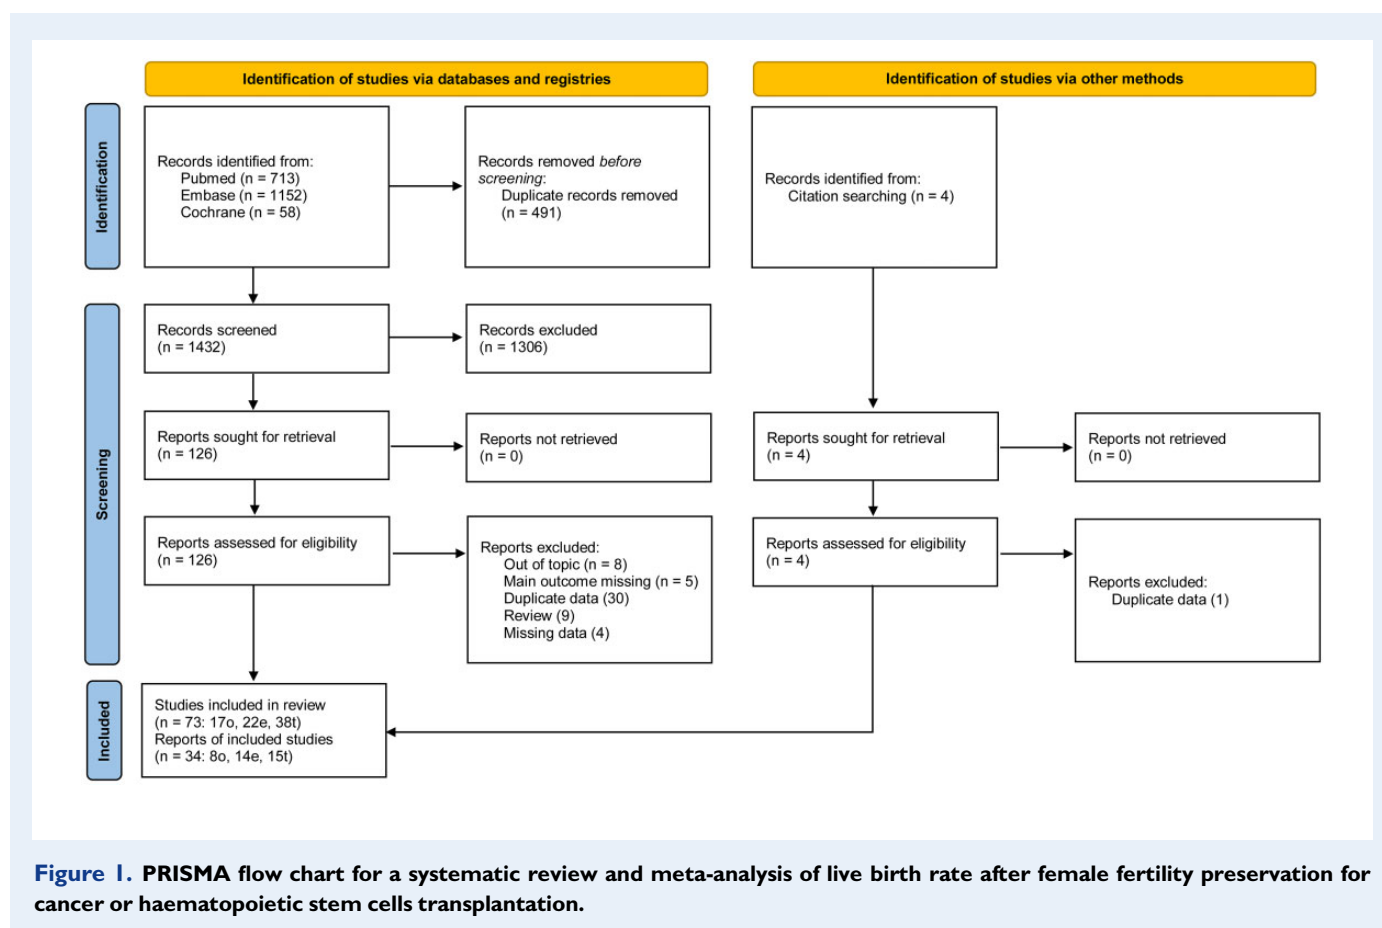 Identification of studies via databases and registries
Identification of studies via other methods
Identification
Records identified from:
Pubmed (n = 713)
Embase (n = 1152)
Cochrane (n = 58)
Records removed before
screening:
Duplicate records removed
(n = 491)
Records identified from:
Citation searching (n = 4)
Screening
Records screened
(n = 1432)
Records excluded
(n = 1306)
Reports sought for retrieval
(n = 126)
Reports not retrieved
(n = 0)
Reports sought for retrieval
(n = 4)
Reports not retrieved
(n = 0)
Reports assessed for eligibility
(n = 126)
Reports excluded:
Out of topic (n = 8)
Main outcome missing (n = 5)
Duplicate data (30)
Review (9)
Missing data (4)
Reports assessed for eligibility
(n = 4)
Reports excluded:
Duplicate data (1)
Included
Studies included in review
(n = 73: 17o, 22e, 38t)
Reports of included studies
(n = 34: 8o, 14e, 15t)
Figure 1. PRISMA flow chart for a systematic review and meta-analysis of live birth rate after female fertility preservation for
cancer or haematopoietic stem cells transplantation.